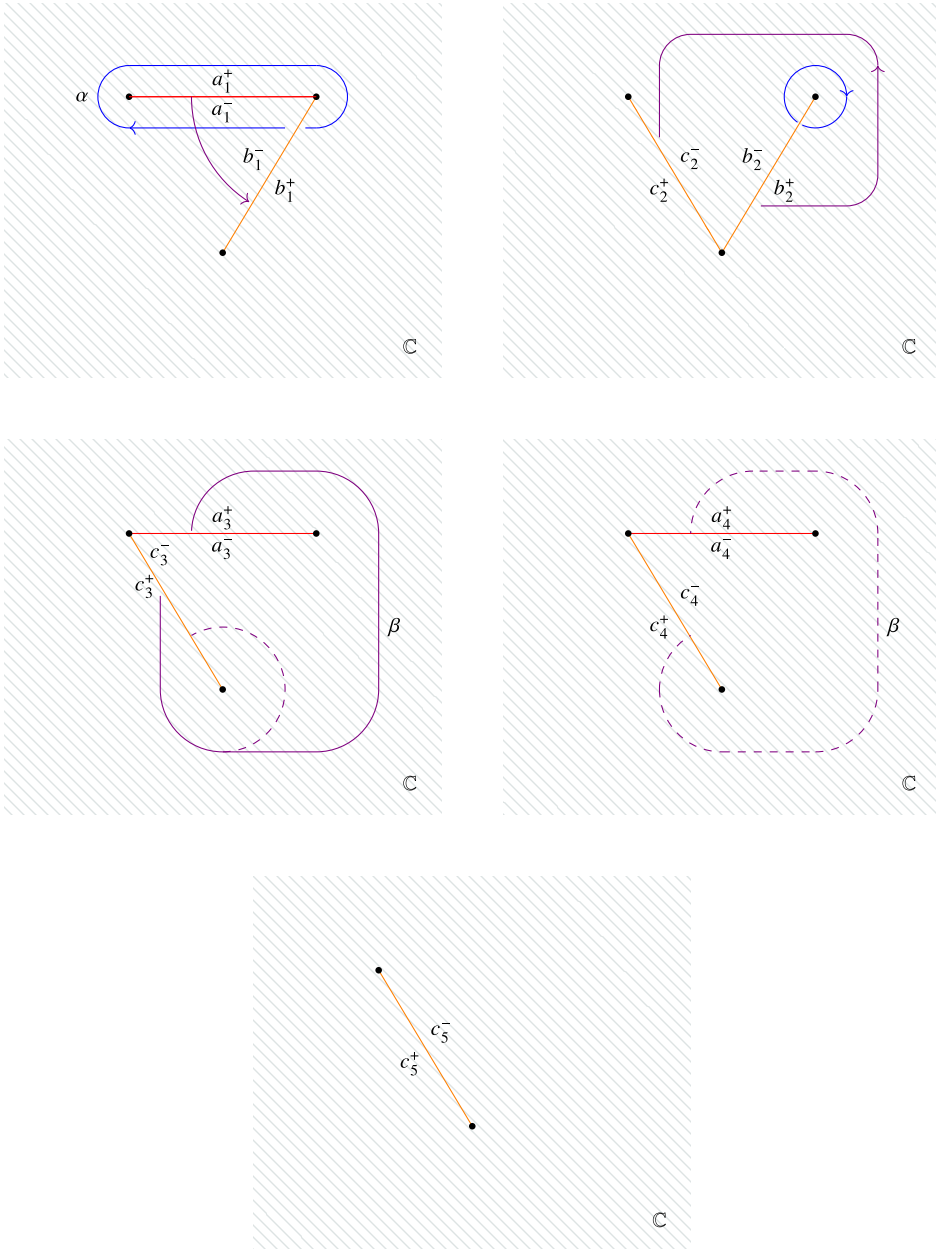 α a₁⁺
a₁⁻
b₁⁻
b₁⁺
ℂ
c₂⁻ b₂⁻
c₂⁺ b₂⁺
ℂ
a₃⁺
c₃⁻ a₃⁻
c₃⁺
β
ℂ
a₄⁺
a₄⁻
c₄⁻
c₄⁺ β
ℂ
c₅⁻
c₅⁺
ℂ